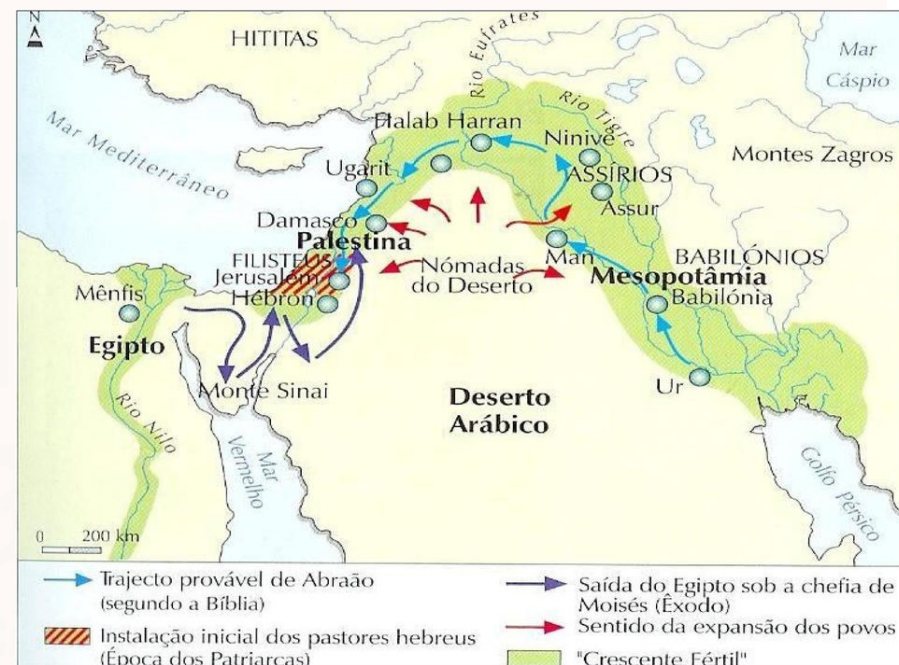 N
HITITAS
Rio Eufrates
Mar
Cáspio
Mar Mediterrâneo
Rio Tigre
Halab Harran
Ninive
Montes Zagros
Ugarit
ASSÍRIOS
Assur
Damasco
Palestina
FILISTEUS
Jerusalém
Hébron
Nómadas
do Deserto
Man
BABILÓNIOS
Mesopotâmia
Babilónia
Mênfis
Egipto
Monte Sinai
Ur
Deserto
Arábico
Rio Nilo
Mar
Vermelho
Golfo Pérsico
0 200 km
Trajecto provável de Abraão
(segundo a Bíblia)
Instalação inicial dos pastores hebreus
(Época dos Patriarcas)
Saída do Egipto sob a chefia de
Moisés (Êxodo)
Sentido da expansão dos povos
"Crescente Fértil"